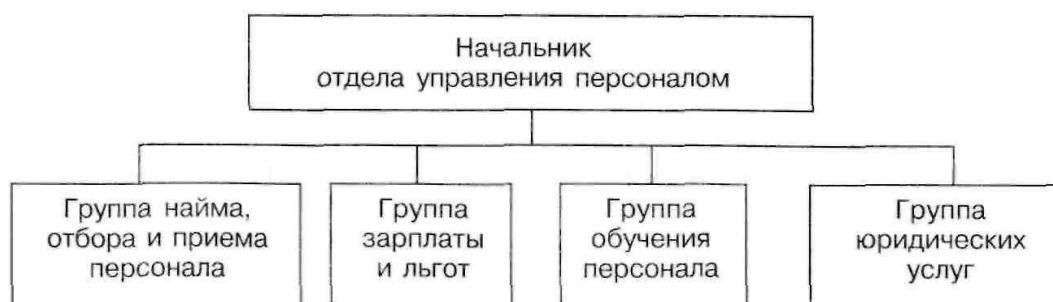 Начальник
отдела управления персоналом
Группа найма,
отбора и приема
персонала
Группа
зарплаты
и льгот
Группа
обучения
персонала
Группа
юридических
услуг